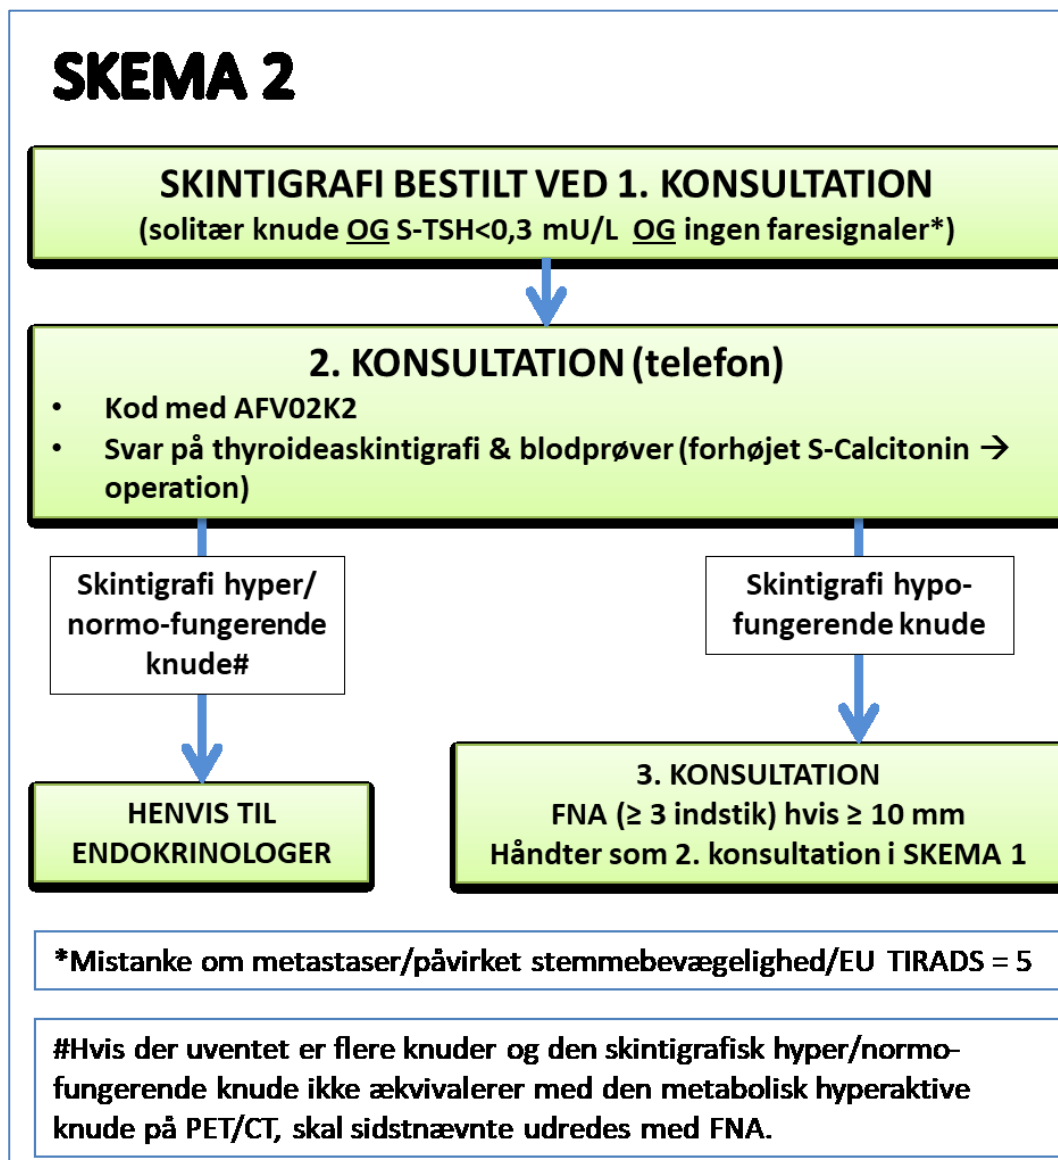 SKEMA 2
SKINTIGRAFI BESTILT VED 1. KONSULTATION
(solitær knude OG S-TSH<0,3 mU/L OG ingen faresignaler*)
2. KONSULTATION (telefon)
• Kod med AFV02K2
• Svar på thyroideaskintigrafi & blodprøver (forhøjet S-Calcitonin →
operation)
Skintigrafi hyper/
normo-fungerende
knude#
Skintigrafi hypo-
fungerende knude
HENVIS TIL
ENDOKRINOLOGER
3. KONSULTATION
FNA (≥ 3 indstik) hvis ≥ 10 mm
Håndter som 2. konsultation i SKEMA 1
*Mistanke om metastaser/påvirket stemmebevægelighed/EU TIRADS = 5
#Hvis der uventet er flere knuder og den skintigrafisk hyper/normo-
fungerende knude ikke ækvivalerer med den metabolisk hyperaktive
knude på PET/CT, skal sidstnævnte udredes med FNA.